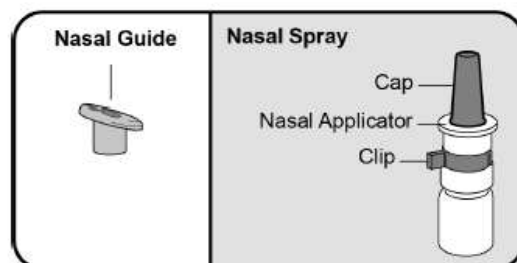 Nasal Guide
Nasal Spray
Cap
Nasal Applicator
Clip